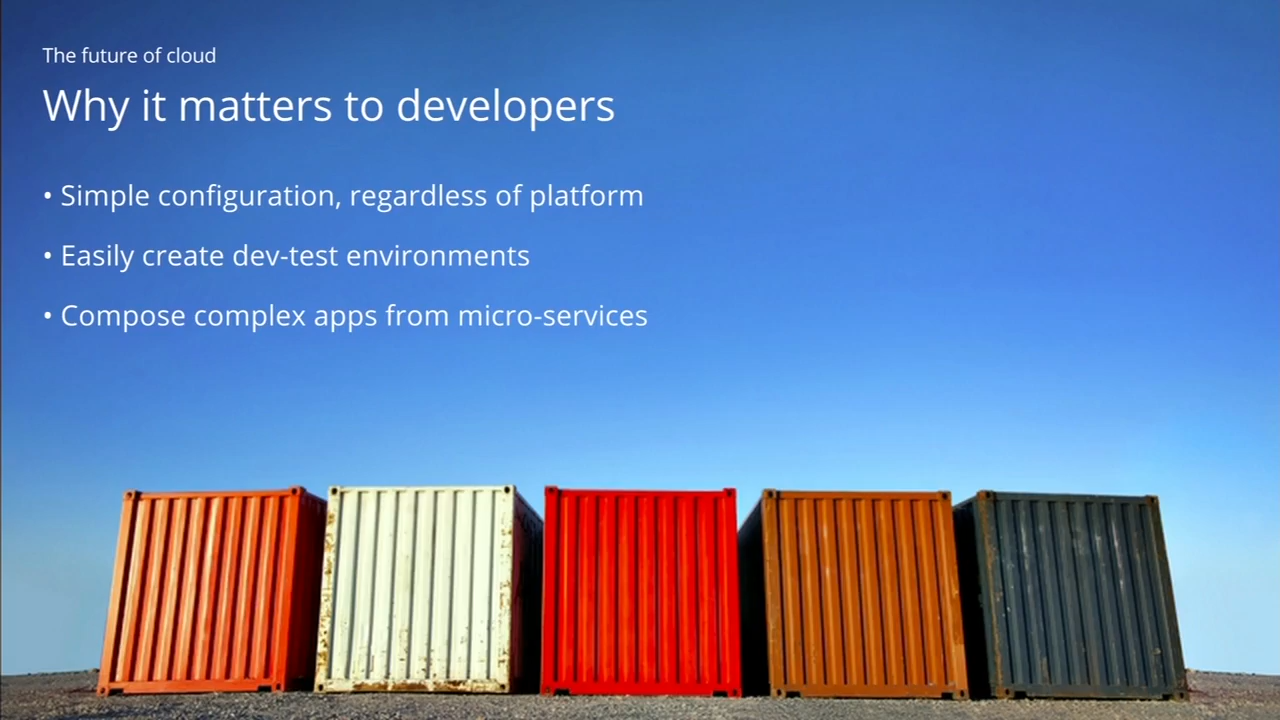 The future of cloud
Why it matters to developers
• Simple configuration, regardless of platform
• Easily create dev-test environments
• Compose complex apps from micro-services